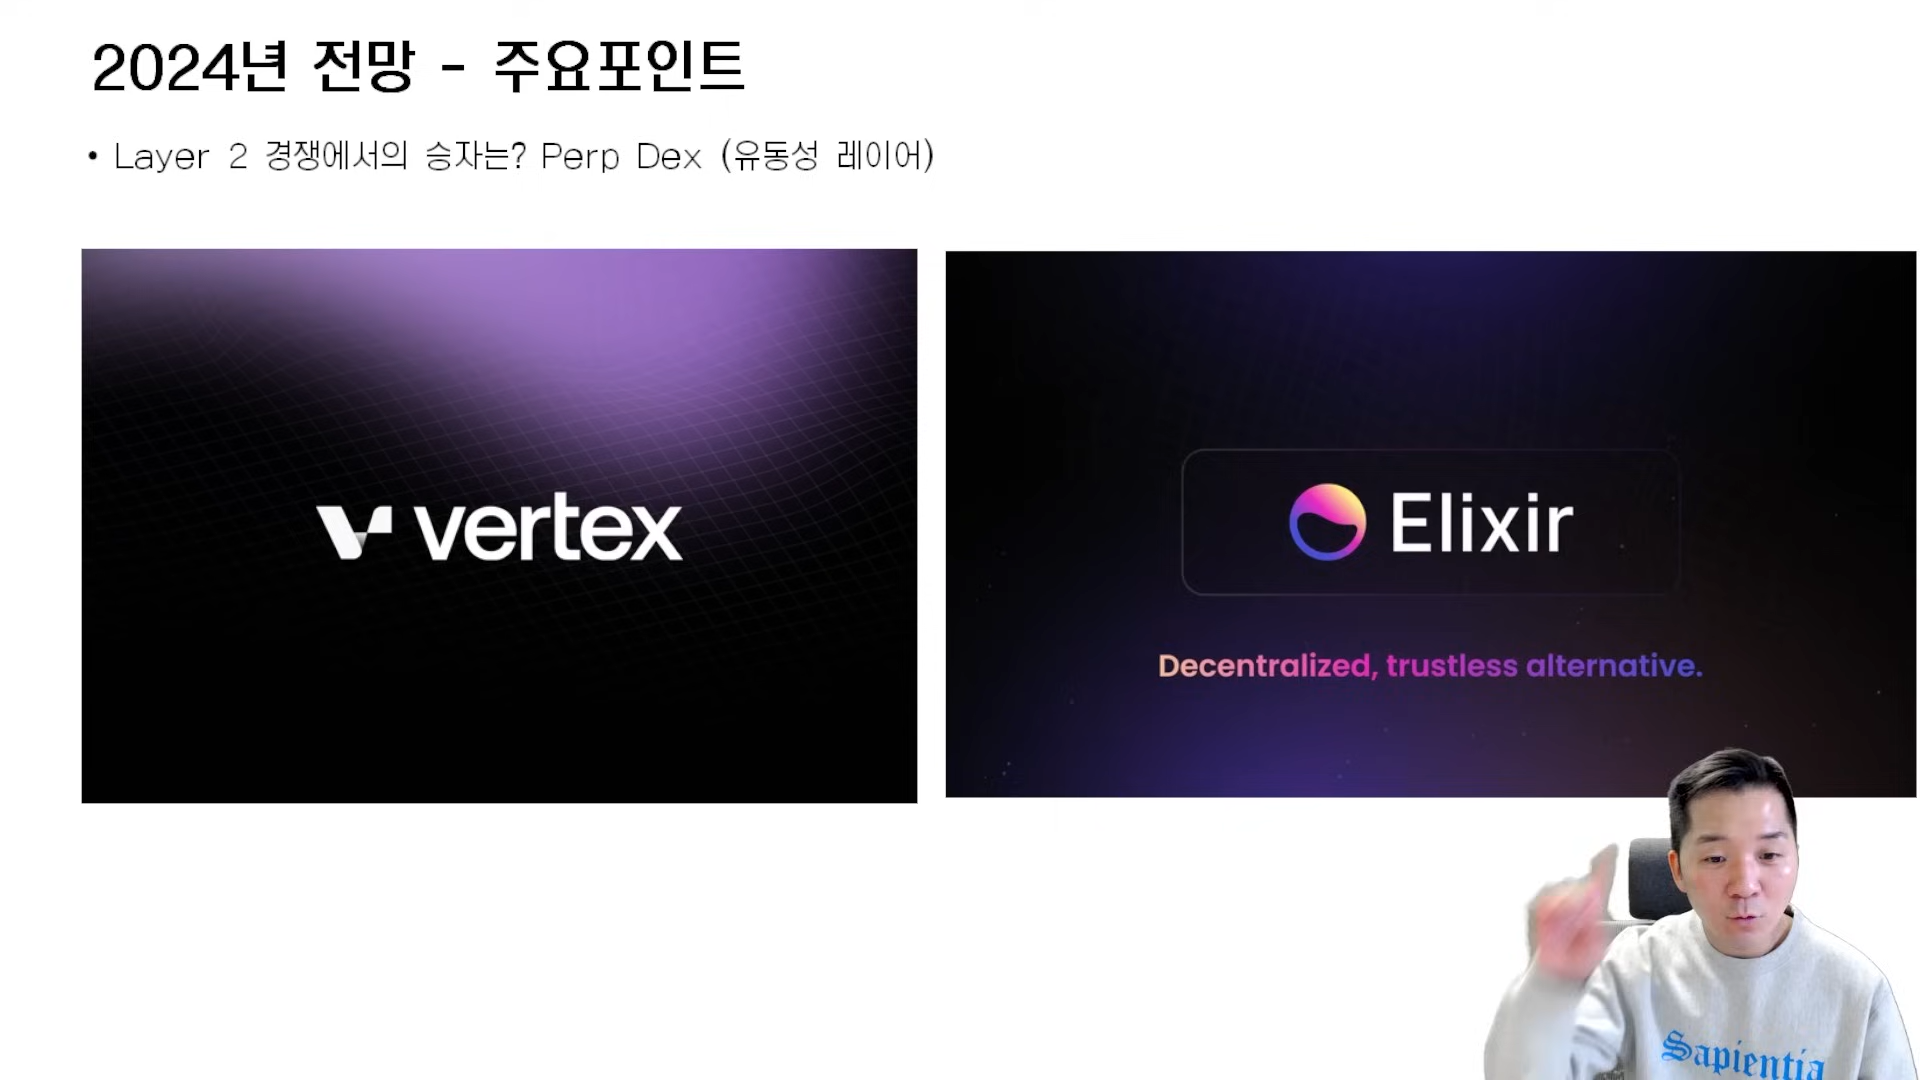 2024년 전망 - 주요포인트
• Layer 2 경쟁에서의 승자는? Perp Dex (유동성 레이어)
vertex
Elixir
Decentralized, trustless alternative.
Sapientia